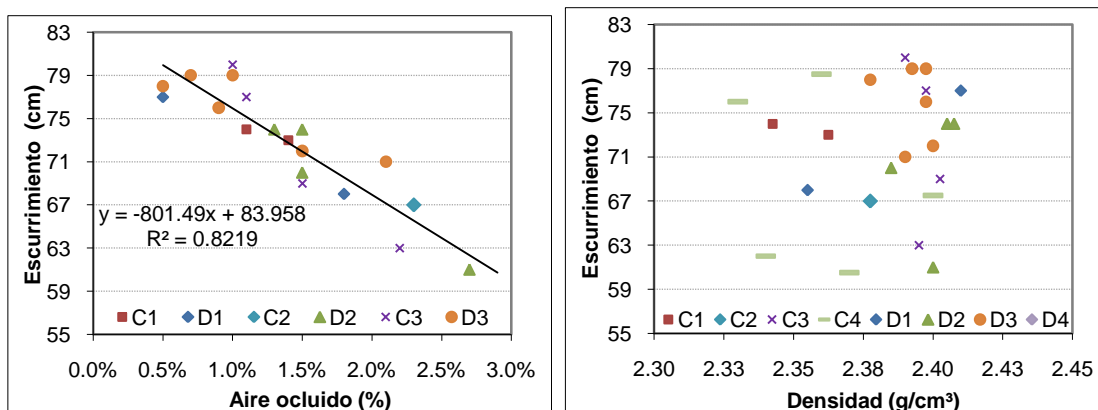 83
79
75
71
67
63
59
55
Escurrimiento (cm)
y = -801.49x + 83.958
R² = 0.8219
C1 D1 C2 D2 C3 D3
0.0% 0.5% 1.0% 1.5% 2.0% 2.5% 3.0%
Aire ocluido (%)
83
79
75
71
67
63
59
55
Escurrimiento (cm)
C1 C2 C3 C4 D1 D2 D3 D4
2.30 2.33 2.35 2.38 2.40 2.43 2.45
Densidad (g/cm³)